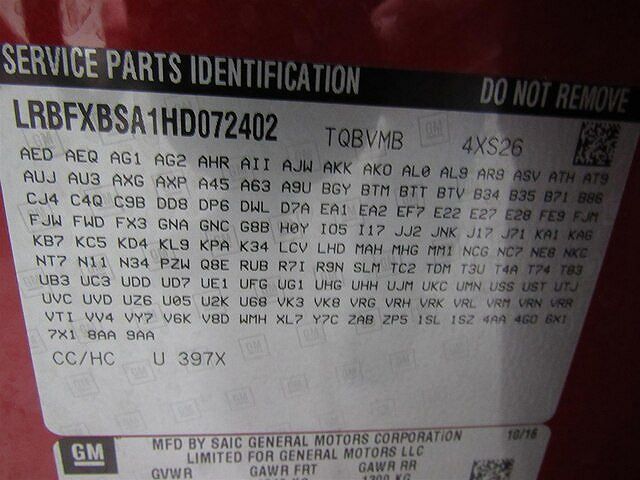 SERVICE PARTS IDENTIFICATION DO NOT REMOVE
LRBFXBSA1HD072402 TQBVMB 4XS26
AED AEQ AG1 AG2 AHR AII AJW AKK AKO AL0 AL9 AR9 ASV ATH AT9
AUJ AU3 AXG AXP A45 A63 A9U BGY BTM BTT BTV B34 B35 B71 B86
CJ4 C4Q C9B DD8 DP6 DWL D7A EA1 EA2 EF7 E22 E27 E28 FE9 FJM
FJW FWD FX3 GNA GNC G8B H0Y IO5 I17 JJ2 JNK J17 J71 KA1 KAG
KB7 KC5 KD4 KL9 KPA K34 LCV LHD MAH MHG MMI NCG NC7 NE8 NKC
NT7 N11 N34 PZW Q8E RUB R7I R9N SLM TC2 TDM T3U T4A T74 T83
UB3 UC3 UDD UD7 UE1 UFG UG1 UHG UHH UJM UKC UMN USS UST UTJ
UVC UVD UZ6 U05 U2K U68 VK3 VK8 VRG VRH VRK VRL VRM VRN VRR
VTI VV4 VY7 V6K V8D WMH XL7 Y7C ZAB ZP5 1SL 1SZ 4AA 4G0 6X1
7X1 8AA 9AA
CC/HC U 397X
GM MFD BY SAIC GENERAL MOTORS CORPORATION 10/16
LIMITED FOR GENERAL MOTORS LLC
GVWR GAWR FRT GAWR RR